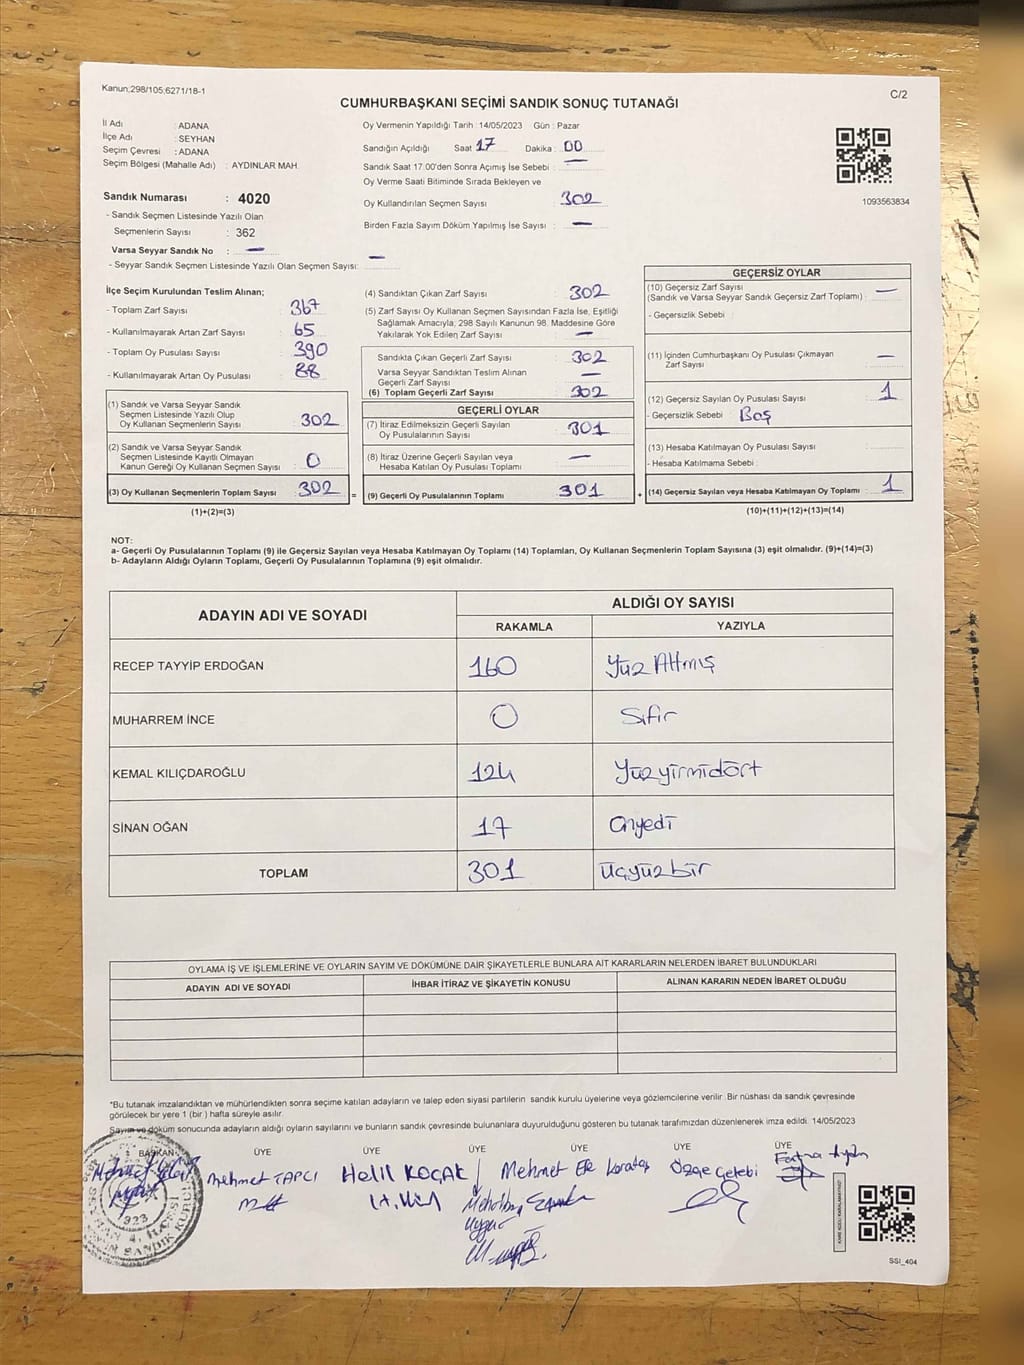 Kanun;298/105;6271/18-1
C/2
CUMHURBAŞKANI SEÇİMİ SANDIK SONUÇ TUTANAĞI
İl Adı : ADANA
İlçe Adı : SEYHAN
Seçim Çevresi : ADANA
Seçim Bölgesi (Mahalle Adı) : AYDINLAR MAH.
Sandık Numarası : 4020
- Sandık Seçmen Listesinde Yazılı Olan
Seçmenlerin Sayısı : 362
Varsa Seyyar Sandık No : —
- Seyyar Sandık Seçmen Listesinde Yazılı Olan Seçmen Sayısı: —
Oy Vermenin Yapıldığı Tarih : 14/05/2023 Gün : Pazar
Sandığın Açıldığı Saat 17 Dakika : 00
Sandık Saat 17:00'den Sonra Açımış İse Sebebi : —
Oy Verme Saati Bitiminde Sırada Bekleyen ve
Oy Kullandırılan Seçmen Sayısı : 302
Birden Fazla Sayım Döküm Yapılmış İse Sayısı : —
1093563834
İlçe Seçim Kurulundan Teslim Alınan;
- Toplam Zarf Sayısı : 367
- Kullanılmayarak Artan Zarf Sayısı : 65
- Toplam Oy Pusulası Sayısı : 390
- Kullanılmayarak Artan Oy Pusulası : 88
(1) Sandık ve Varsa Seyyar Sandık
Seçmen Listesinde Yazılı Olup
Oy Kullanan Seçmenlerin Sayısı : 302
(2) Sandık ve Varsa Seyyar Sandık
Seçmen Listesinde Kayıtlı Olmayan
Kanun Gereği Oy Kullanan Seçmen Sayısı : 0
(3) Oy Kullanan Seçmenlerin Toplam Sayısı : 302
(1)+(2)=(3)
(4) Sandıktan Çıkan Zarf Sayısı : 302
(5) Zarf Sayısı Oy Kullanan Seçmen Sayısından Fazla İse, Eşitliği
Sağlamak Amacıyla; 298 Sayılı Kanunun 98. Maddesine Göre
Yakılarak Yok Edilen Zarf Sayısı : —
Sandıkta Çıkan Geçerli Zarf Sayısı : 302
Varsa Seyyar Sandıktan Teslim Alınan
Geçerli Zarf Sayısı : —
(6) Toplam Geçerli Zarf Sayısı : 302
GEÇERLİ OYLAR
(7) İtiraz Edilmeksizin Geçerli Sayılan
Oy Pusulalarının Sayısı : 301
(8) İtiraz Üzerine Geçerli Sayılan veya
Hesaba Katılan Oy Pusulası Toplamı : —
= (9) Geçerli Oy Pusulalarının Toplamı : 301
GEÇERSİZ OYLAR
(10) Geçersiz Zarf Sayısı
(Sandık ve Varsa Seyyar Sandık Geçersiz Zarf Toplamı) : —
- Geçersizlik Sebebi :
(11) İçinden Cumhurbaşkanı Oy Pusulası Çıkmayan
Zarf Sayısı : —
(12) Geçersiz Sayılan Oy Pusulası Sayısı : 1
- Geçersizlik Sebebi : Boş
(13) Hesaba Katılmayan Oy Pusulası Sayısı :
- Hesaba Katılmama Sebebi :
+ (14) Geçersiz Sayılan veya Hesaba Katılmayan Oy Toplamı : 1
(10)+(11)+(12)+(13)=(14)
NOT:
a- Geçerli Oy Pusulalarının Toplamı (9) ile Geçersiz Sayılan veya Hesaba Katılmayan Oy Toplamı (14) Toplamları, Oy Kullanan Seçmenlerin Toplam Sayısına (3) eşit olmalıdır. (9)+(14)=(3)
b- Adayların Aldığı Oyların Toplamı, Geçerli Oy Pusulalarının Toplamına (9) eşit olmalıdır.
ADAYIN ADI VE SOYADI ALDIĞI OY SAYISI
RAKAMLA YAZIYLA
RECEP TAYYİP ERDOĞAN 160 Yüz Altmış
MUHARREM İNCE 0 Sıfır
KEMAL KILIÇDAROĞLU 124 Yüzyirmidört
SİNAN OĞAN 17 Onyedi
TOPLAM 301 Üçyüzbir
OYLAMA İŞ VE İŞLEMLERİNE VE OYLARIN SAYIM VE DÖKÜMÜNE DAİR ŞİKAYETLERLE BUNLARA AİT KARARLARIN NELERDEN İBARET BULUNDUKLARI
ADAYIN ADI VE SOYADI İHBAR İTİRAZ VE ŞİKAYETİN KONUSU ALINAN KARARIN NEDEN İBARET OLDUĞU
*Bu tutanak imzalandıktan ve mühürlendikten sonra seçime katılan adayların ve talep eden siyasi partilerin sandık kurulu üyelerine veya gözlemcilerine verilir. Bir nüshası da sandık çevresinde
görülecek bir yere 1 (bir ) hafta süreyle asılır.
Sayım ve döküm sonucunda adayların aldığı oyların sayılarını ve bunların sandık çevresinde bulunanlara duyurulduğunu gösteren bu tutanak tarafımızdan düzenlenerek imza edildi. 14/05/2023
BAŞKAN ÜYE ÜYE ÜYE ÜYE ÜYE ÜYE
Mehmet TAPCI Helil KOÇAK Mehmet Efe Karataş Özge Çelebi
323
SSI_404